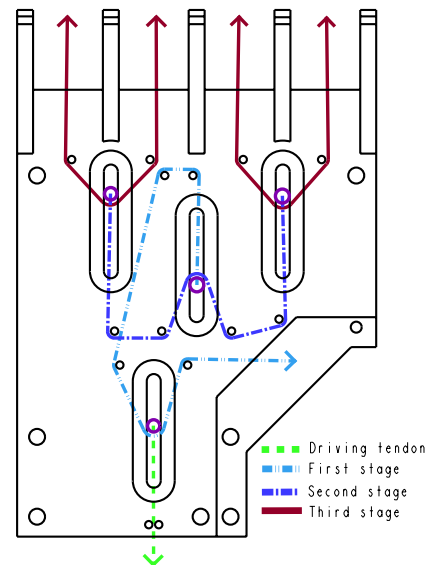 Driving tendon
First stage
Second stage
Third stage